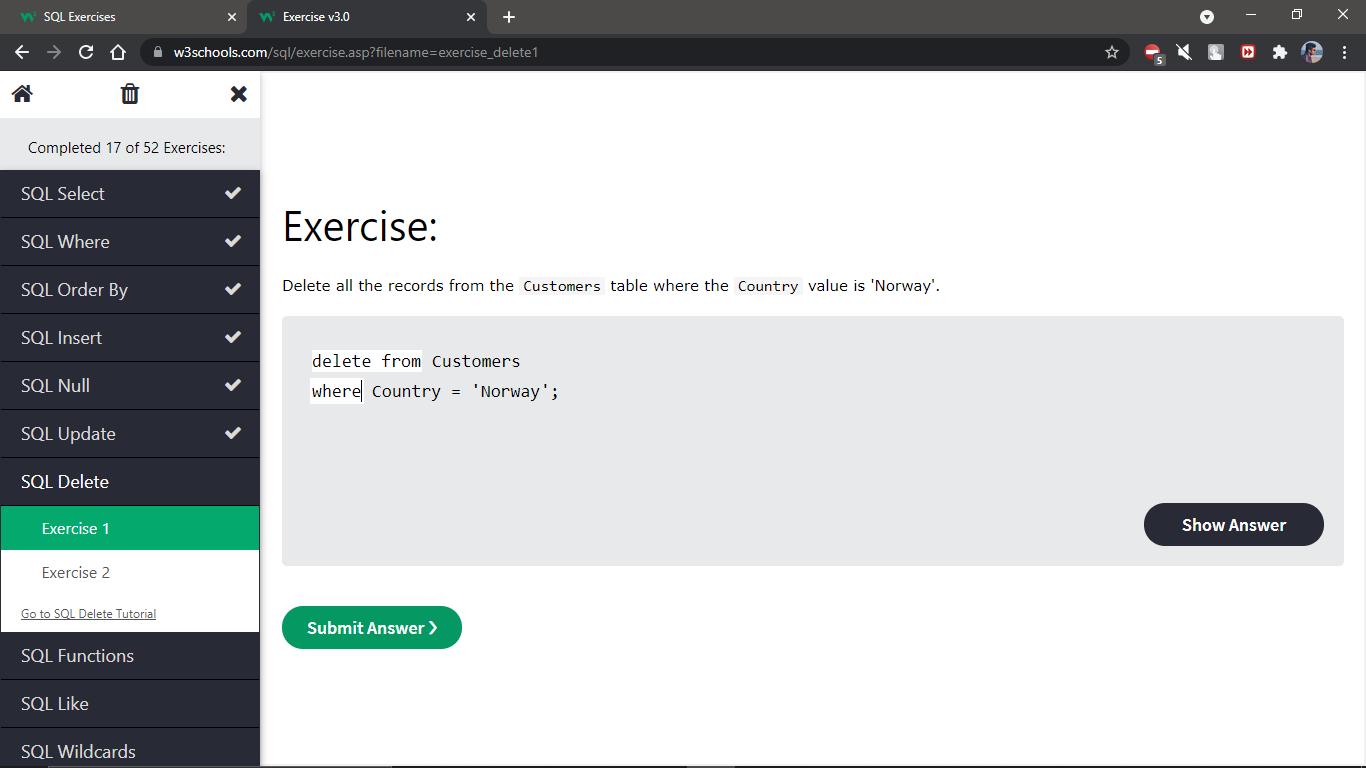 SQL Exercises
Exercise v3.0
w3schools.com/sql/exercise.asp?filename=exercise_delete1
5
Completed 17 of 52 Exercises:
SQL Select
SQL Where
SQL Order By
SQL Insert
SQL Null
SQL Update
SQL Delete
Exercise 1
Exercise 2
Go to SQL Delete Tutorial
SQL Functions
SQL Like
SQL Wildcards
Exercise:
Delete all the records from the Customers table where the Country value is 'Norway'.
delete from Customers
where Country = 'Norway';
Show Answer
Submit Answer ❯